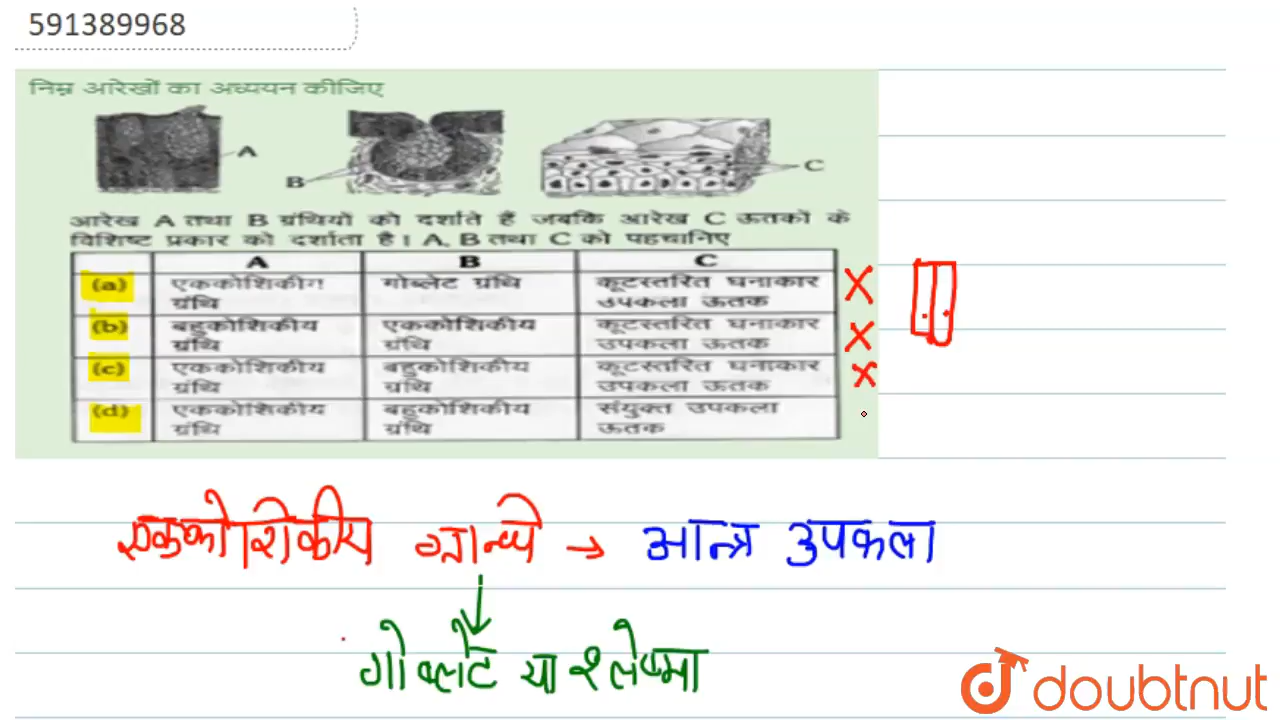 591389968
निम्न आरेखों का अध्ययन कीजिए
A
B
C
आरेख A तथा B ग्रंथियों को दर्शाते हैं जबकि आरेख C ऊतकों के
विशिष्ट प्रकार को दर्शाता है। A, B तथा C को पहचानिए
A B C
(a) एककोशिकीय गोब्लेट ग्रंथि कूटस्तरित घनाकार
ग्रंथि उपकला ऊतक
(b) बहुकोशिकीय एककोशिकीय कूटस्तरित घनाकार
ग्रंथि ग्रंथि उपकला ऊतक
(c) एककोशिकीय बहुकोशिकीय कूटस्तरित घनाकार
ग्रंथि ग्रंथि उपकला ऊतक
(d) एककोशिकीय बहुकोशिकीय संयुक्त उपकला
ग्रंथि ग्रंथि ऊतक
एककोशिकीय ग्रन्थि → आन्त्र उपकला
गोब्लेट या श्लेष्मा
doubtnut